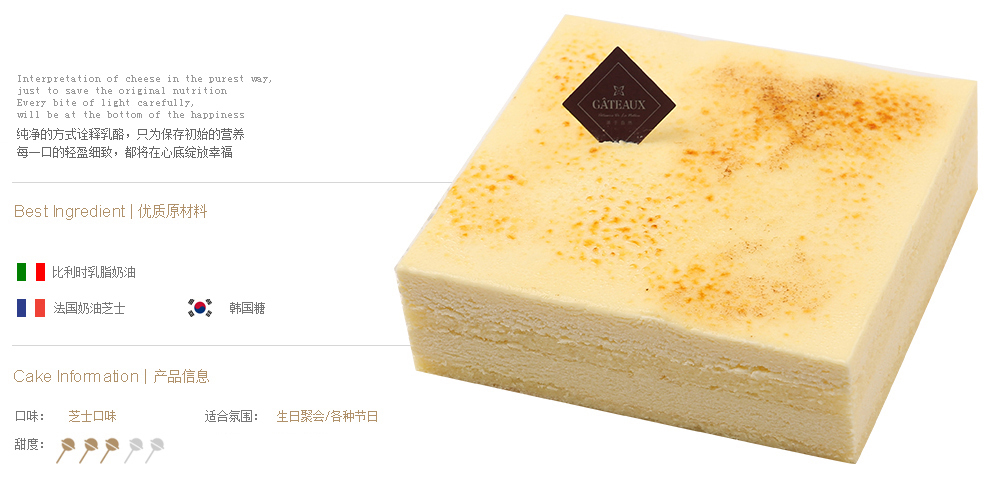 Interpretation of cheese in the purest way,
just to save the original nutrition
Every bite of light carefully,
will be at the bottom of the happiness
纯净的方式诠释乳酪，只为保存初始的营养
每一口的轻盈细致，都将在心底绽放幸福
GÂTEAUX
Best Ingredient | 优质原材料
比利时乳脂奶油
法国奶油芝士 韩国糖
Cake Information | 产品信息
口味： 芝士口味 适合氛围： 生日聚会/各种节日
甜度：